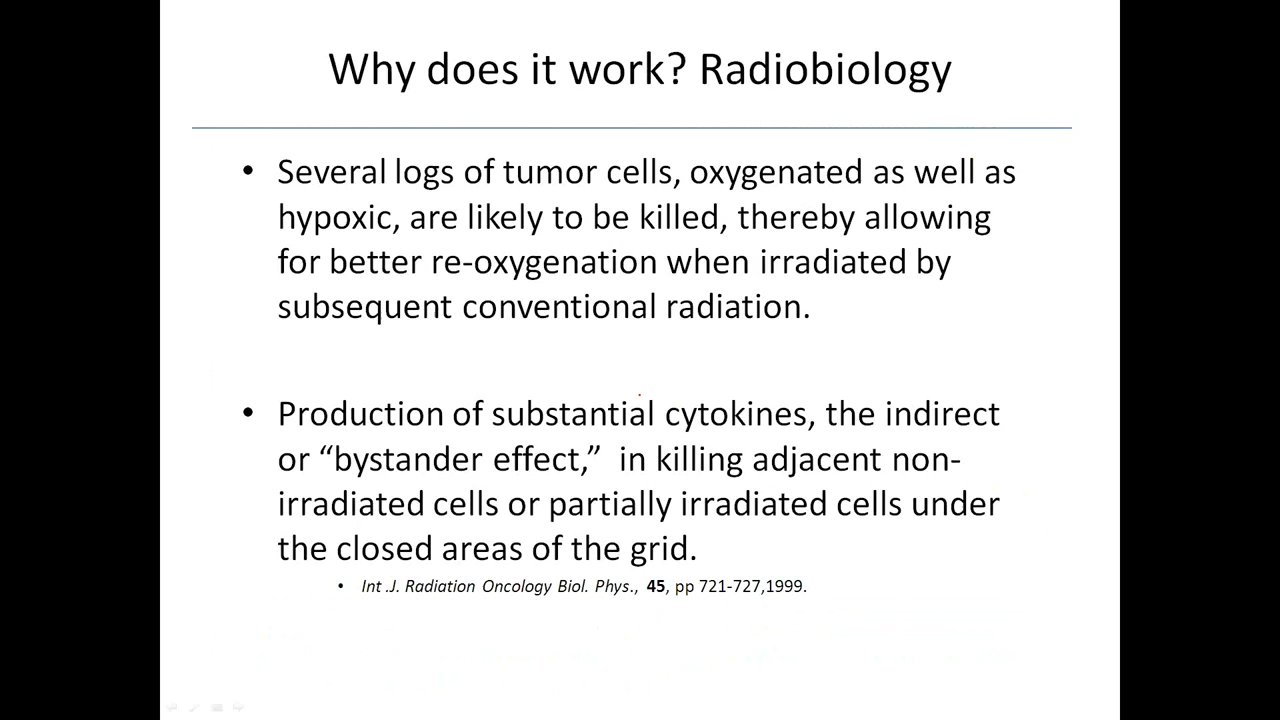 Why does it work? Radiobiology
• Several logs of tumor cells, oxygenated as well as
hypoxic, are likely to be killed, thereby allowing
for better re-oxygenation when irradiated by
subsequent conventional radiation.
• Production of substantial cytokines, the indirect
or “bystander effect,” in killing adjacent non-
irradiated cells or partially irradiated cells under
the closed areas of the grid.
• Int .J. Radiation Oncology Biol. Phys., 45, pp 721-727,1999.